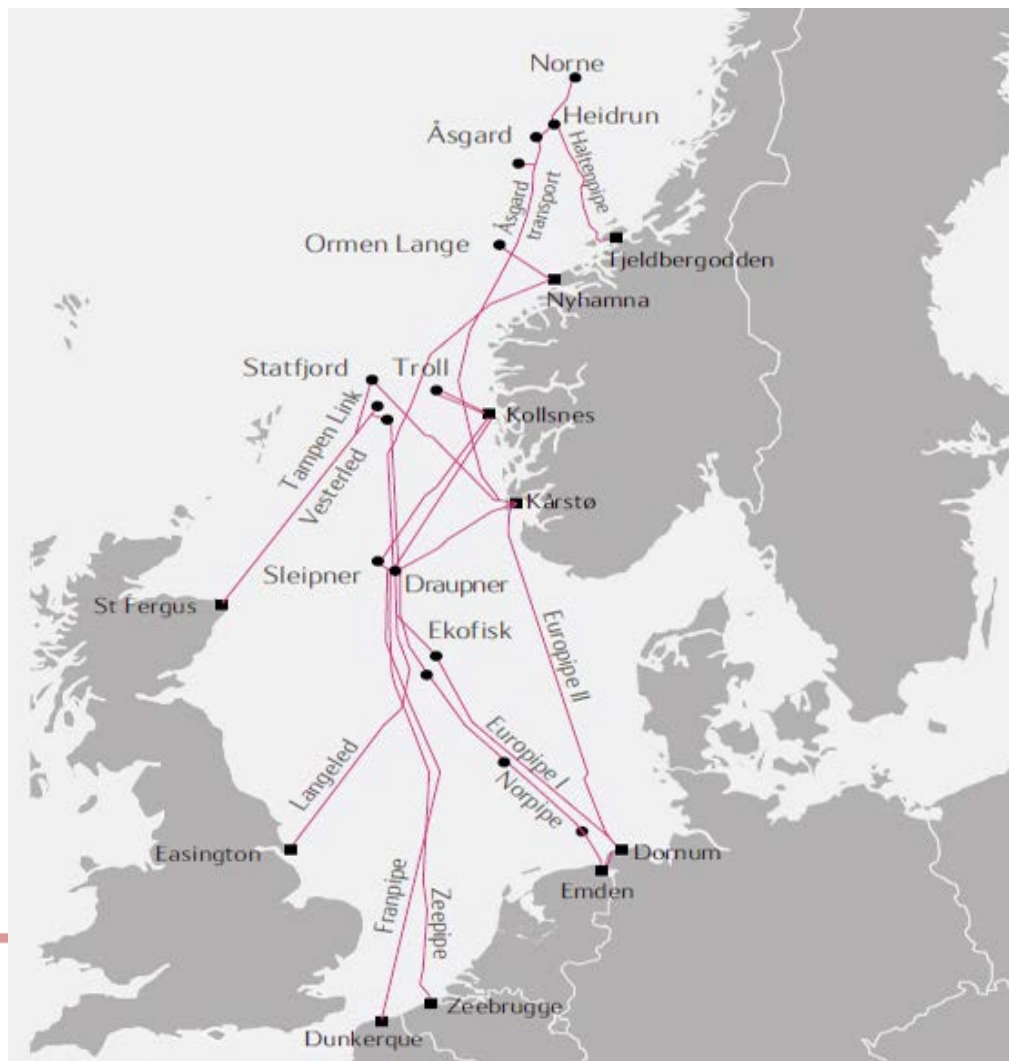 Norne
Heidrun
Åsgard
Haltenpipe
Åsgard
transport
Ormen Lange
Tjeldbergodden
Nyhamna
Statfjord
Troll
Kollsnes
Tampen Link
Vesterled
Kårstø
Sleipner
Draupner
St Fergus
Ekofisk
Europipe II
Europipe I
Norpipe
Langeled
Easington
Dornum
Emden
Franpipe
Zeepipe
Zeebrugge
Dunkerque